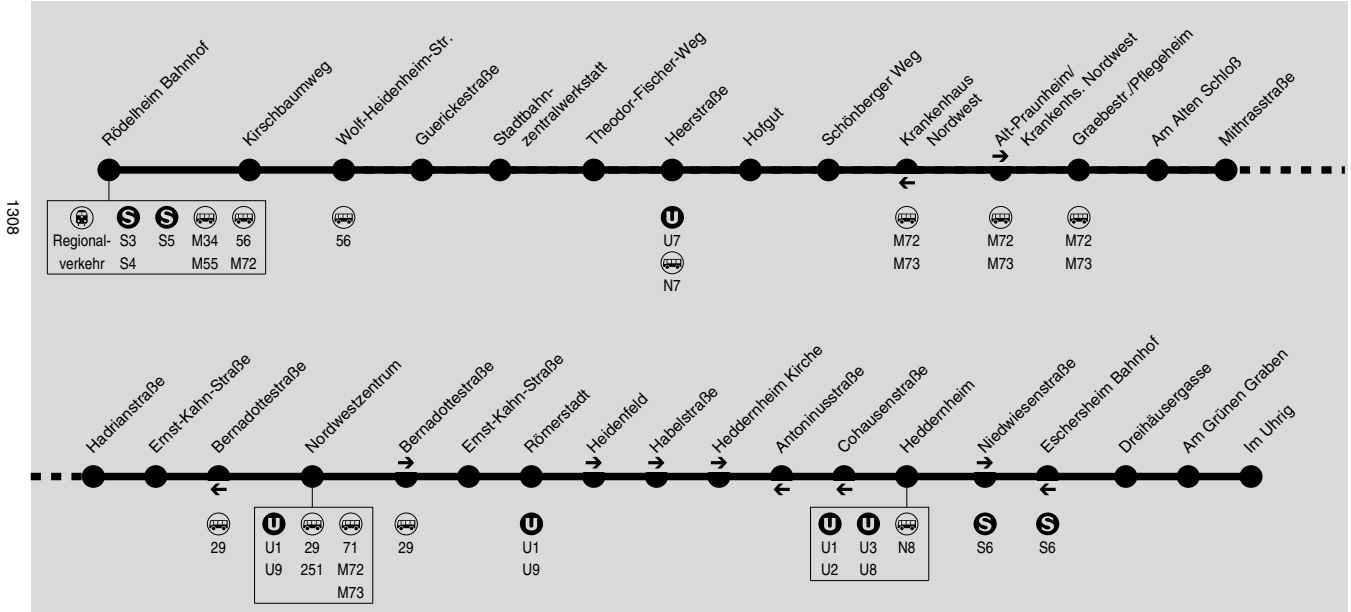 1308
Rödelheim Bahnhof
Kirschbaumweg
Wolf-Heidenheim-Str.
Guerickestraße
Stadtbahn-
zentralwerkstatt
Theodor-Fischer-Weg
Heerstraße
Hofgut
Schönberger Weg
Krankenhaus
Nordwest
Alt-Praunheim/
Krankenhs. Nordwest
Graebestr./Pflegeheim
Am Alten Schloß
Mithrasstraße
S S
Regional- S3 S5 M34 56
verkehr S4 M55 M72
56
U
U7
N7
M72
M73
M72
M73
M72
M73
Hadrianstraße
Ernst-Kahn-Straße
Bernadottestraße
Nordwestzentrum
Bernadottestraße
Ernst-Kahn-Straße
Römerstadt
Heidenfeld
Habelstraße
Heddernheim Kirche
Antoninusstraße
Cohausenstraße
Heddernheim
Niedwiesenstraße
Eschersheim Bahnhof
Dreihäusergasse
Am Grünen Graben
Im Uhrig
29
U
U1 29 71
U9 251 M72
M73
29
U
U1
U9
U U
U1 U3 N8
U2 U8
S
S6
S
S6